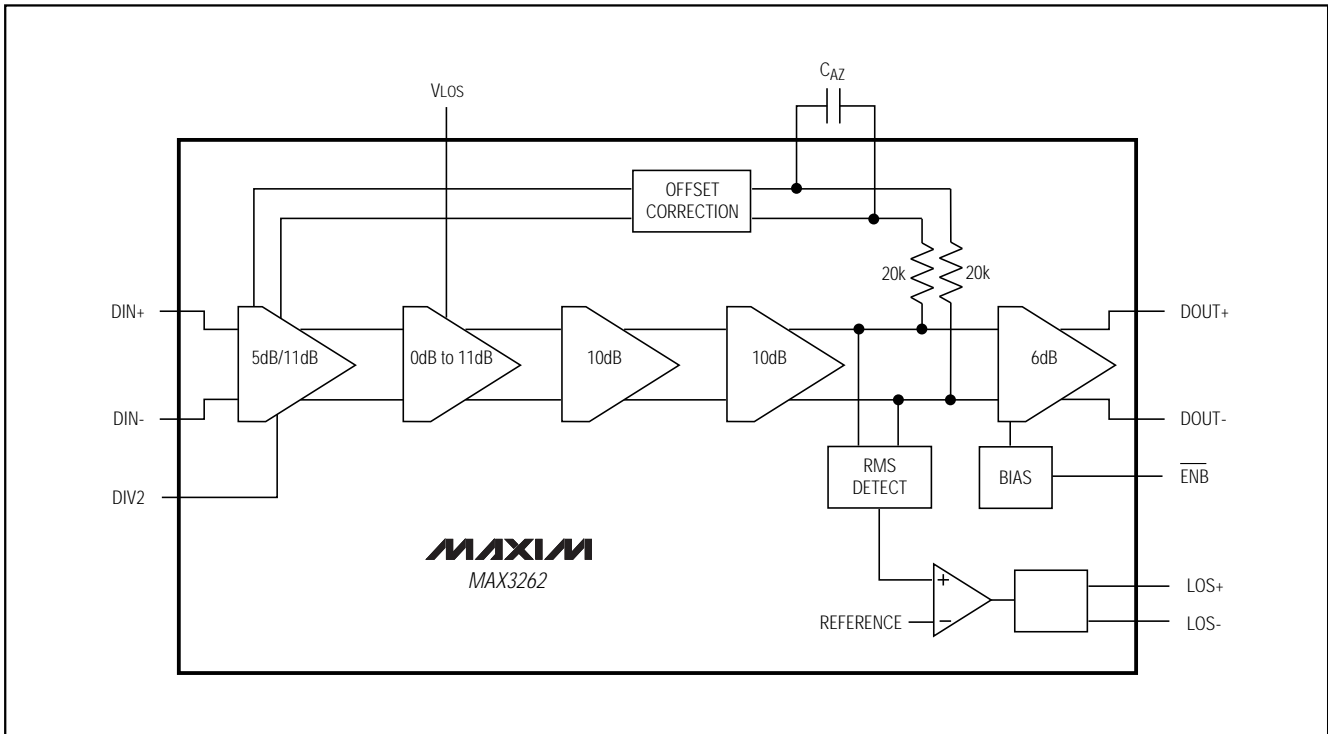 C_AZ
VLOS
OFFSET
CORRECTION
20k
20k
DIN+
DOUT+
5dB/11dB
0dB to 11dB
10dB
10dB
6dB
DIN-
DOUT-
RMS
DETECT
BIAS
ENB
DIV2
MAXIM
MAX3262
+
LOS+
REFERENCE
−
LOS-